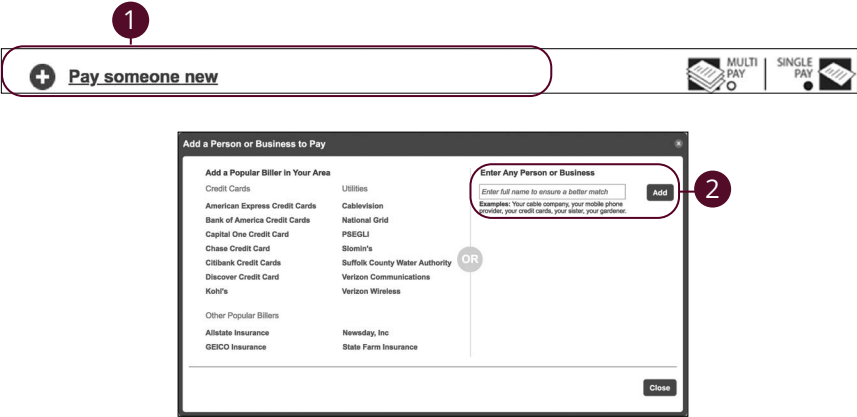 1
Pay someone new
MULTI PAY
SINGLE PAY
Add a Person or Business to Pay
Add a Popular Biller in Your Area
Credit Cards
American Express Credit Cards
Bank of America Credit Cards
Capital One Credit Card
Chase Credit Card
Citibank Credit Cards
Discover Credit Card
Kohl's
Utilities
Cablevision
National Grid
PSEGLI
Slomin's
Suffolk County Water Authority
Verizon Communications
Verizon Wireless
Other Popular Billers
Allstate Insurance
GEICO Insurance
Newsday, Inc
State Farm Insurance
OR
Enter Any Person or Business
Enter full name to ensure a better match
Add
2
Examples: Your cable company, your mobile phone
provider, your credit cards, your sister, your gardener.
Close